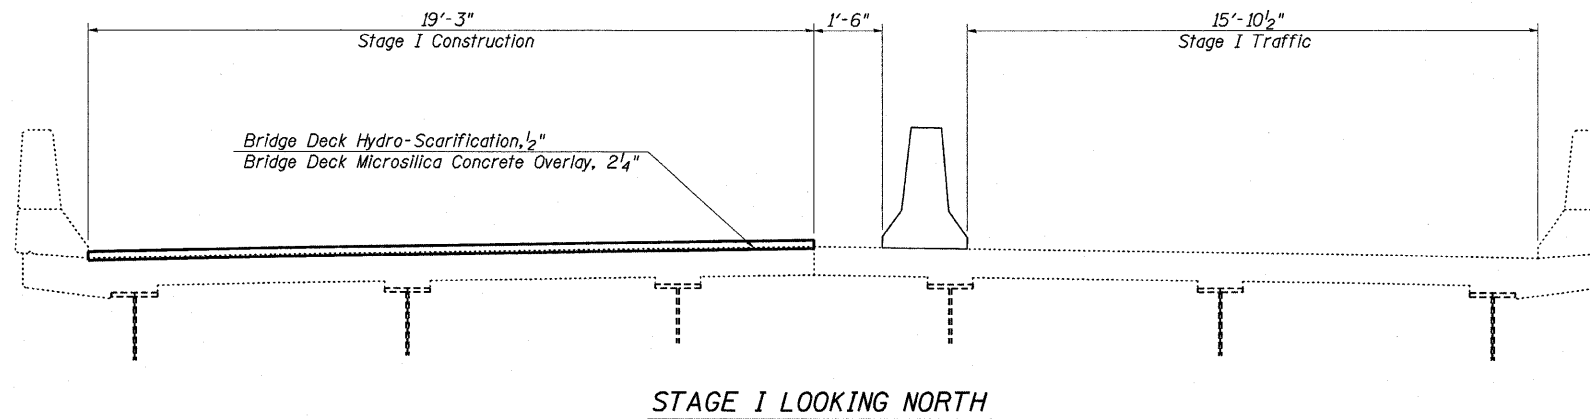 19'-3"
1'-6"
15'-10½"
Stage I Construction
Stage I Traffic
Bridge Deck Hydro-Scarification, ½"
Bridge Deck Microsilica Concrete Overlay, 2¼"
STAGE I LOOKING NORTH